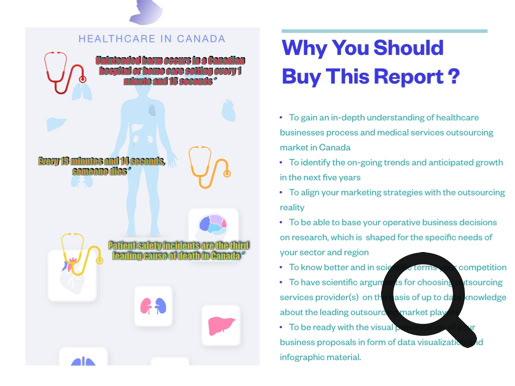 HEALTHCARE IN CANADA
Unintended harm occurs in a Canadian
hospital or home care setting every 1
minute and 18 seconds*
Every 13 minutes and 14 seconds,
someone dies*
Patient safety incidents are the third
leading cause of death in Canada*
Why You Should
Buy This Report ?
• To gain an in-depth understanding of healthcare
businesses process and medical services outsourcing
market in Canada
• To identify the on-going trends and anticipated growth
in the next five years
• To align your marketing strategies with the outsourcing
reality
• To be able to base your operative business decisions
on research, which is shaped for the specific needs of
your sector and region
• To know better and in scientific terms your competition
• To have scientific arguments for choosing outsourcing
services provider(s) on the basis of up to date knowledge
about the leading outsourcing market
• To be ready with the visual
business proposals in form of data visualization and
infographic material.